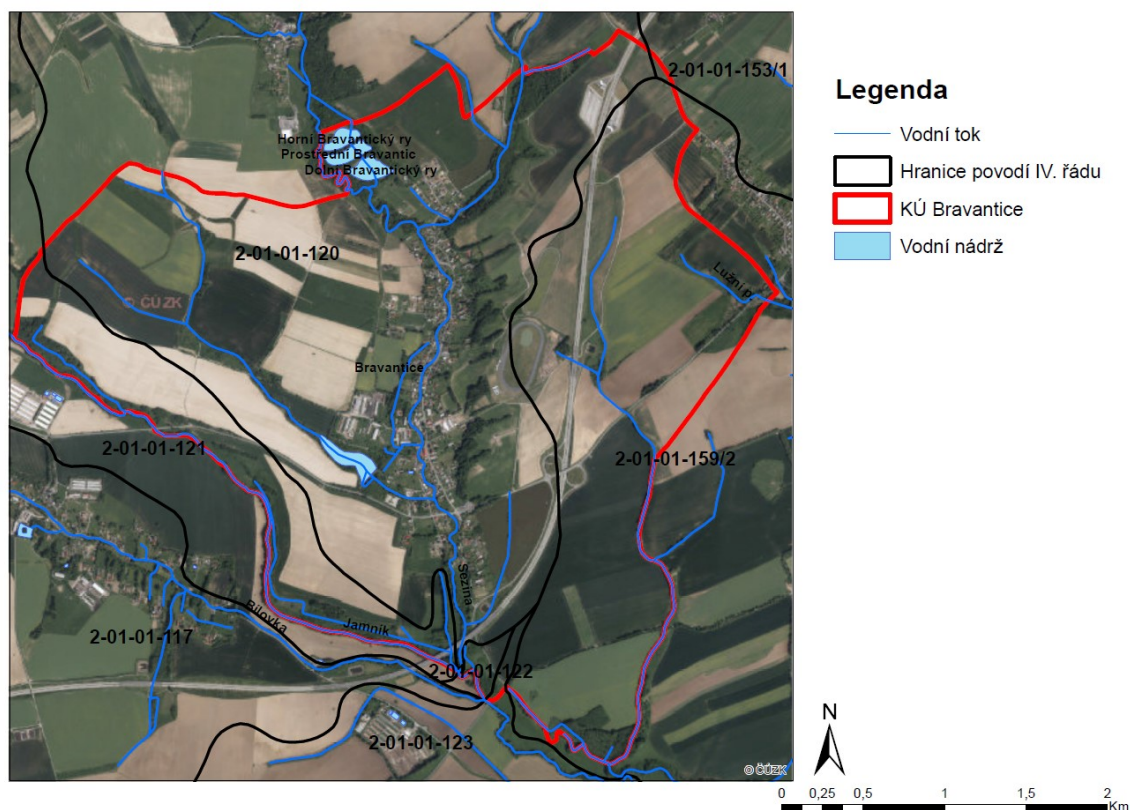 2-01-01-153/1
Horní Bravantický ry
Prostřední Bravantic
Dolní Bravantický ry
2-01-01-120
Lužní p.
© ČÚZK
Bravantice
2-01-01-121
2-01-01-159/2
Sezina
Bílovka
Jamník
2-01-01-117
2-01-01-122
2-01-01-123
© ČÚZK
Legenda
Vodní tok
Hranice povodí IV. řádu
KÚ Bravantice
Vodní nádrž
N
0 0,25 0,5 1 1,5 2
Km